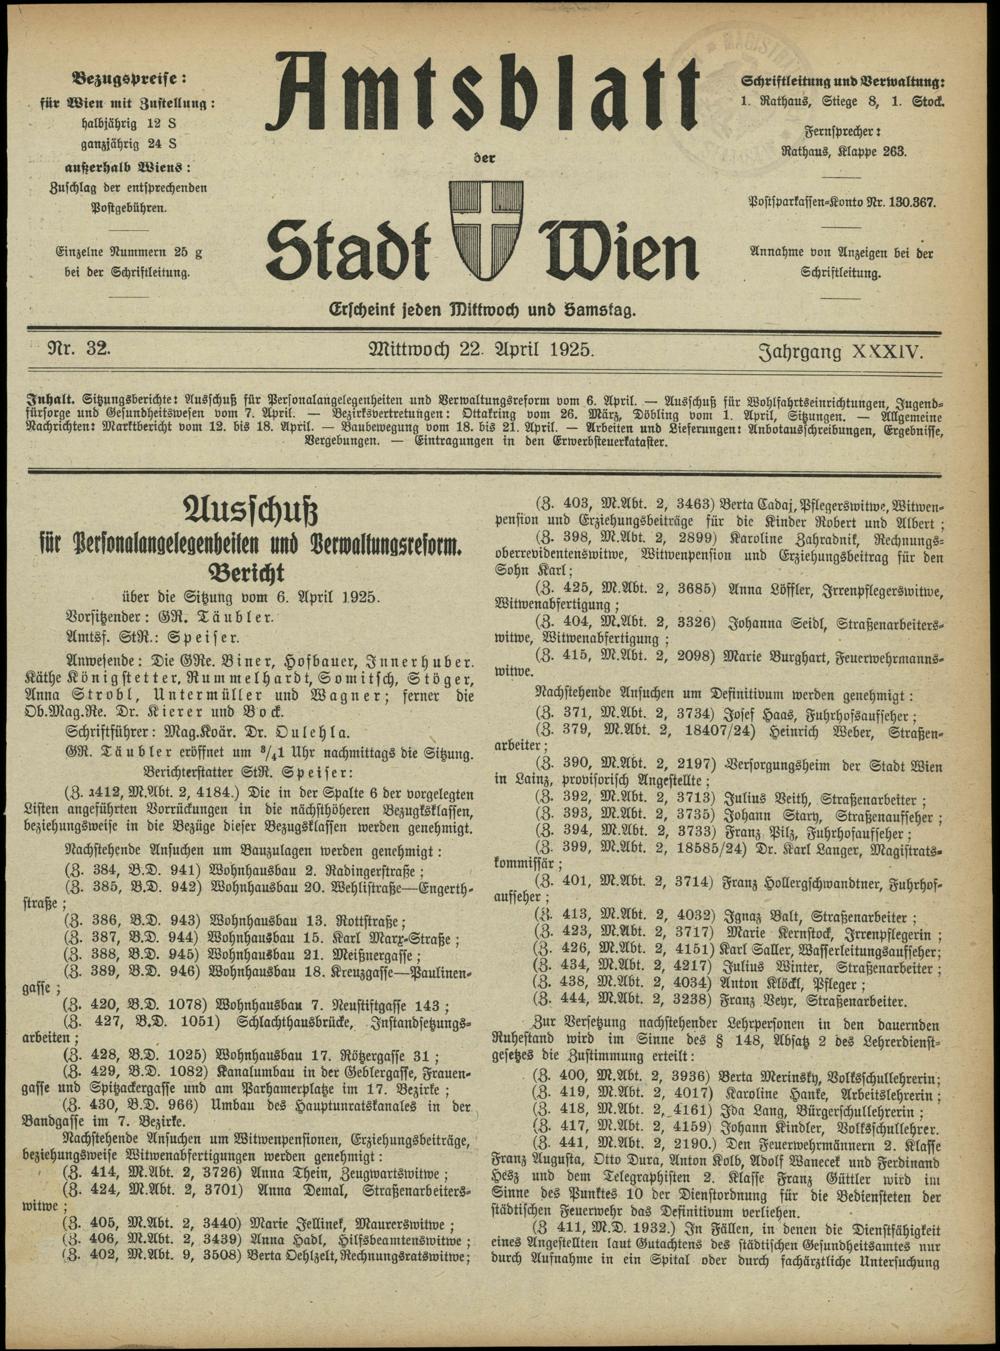 Bezugspreise:
für Wien mit Zustellung:
halbjährig 12 S
ganzjährig 24 S
außerhalb Wiens:
Zuschlag der entsprechenden
Postgebühren.
Einzelne Nummern 25 g
bei der Schriftleitung.
Amtsblatt
der
Stadt Wien
Erscheint jeden Mittwoch und Samstag.
Schriftleitung und Verwaltung:
1. Rathaus, Stiege 8, 1. Stock.
Fernsprecher:
Rathaus, Klappe 263.
Postsparkassen-Konto Nr. 130.367.
Annahme von Anzeigen bei der
Schriftleitung.
Nr. 32. Mittwoch 22. April 1925. Jahrgang XXXIV.
Inhalt. Sitzungsberichte: Ausschuß für Personalangelegenheiten und Verwaltungsreform vom 6. April. — Ausschuß für Wohlfahrtseinrichtungen, Jugend-
fürsorge und Gesundheitswesen vom 7. April. — Bezirksvertretungen: Ottakring vom 26. März, Döbling vom 1. April, Sitzungen. — Allgemeine
Nachrichten: Marktbericht vom 12. bis 18. April. — Baubewegung vom 18. bis 21. April. — Arbeiten und Lieferungen: Anbotausschreibungen, Ergebnisse,
Vergebungen. — Eintragungen in den Erwerbsteuerkataster.
Ausschuß
für Personalangelegenheiten und Verwaltungsreform.
Bericht
über die Sitzung vom 6. April 1925.
Vorsitzender: GR. Täubler.
Amtsf. StR.: Speiser.
Anwesende: Die GRe. Biner, Hofbauer, Innerhuber.
Käthe Königstetter, Rummelhardt, Somitsch, Stöger,
Anna Strobl, Untermüller und Wagner; ferner die
Ob.Mag.Re. Dr. Kierer und Bock.
Schriftführer: Mag.Koär. Dr. Oulehla.
GR. Täubler eröffnet um 3/41 Uhr nachmittags die Sitzung.
Berichterstatter StR. Speiser:
(Z. 1412, M.Abt. 2, 4184.) Die in der Spalte 6 der vorgelegten
Listen angeführten Vorrückungen in die nächsthöheren Bezugsklassen,
beziehungsweise in die Bezüge dieser Bezugsklassen werden genehmigt.
Nachstehende Ansuchen um Bauzulagen werden genehmigt:
(Z. 384, B.D. 941) Wohnhausbau 2. Radingerstraße;
(Z. 385, B.D. 942) Wohnhausbau 20. Wehlistraße—Engerth-
straße;
(Z. 386, B.D. 943) Wohnhausbau 13. Rottstraße;
(Z. 387, B.D. 944) Wohnhausbau 15. Karl Marx-Straße;
(Z. 388, B.D. 945) Wohnhausbau 21. Meißnergasse;
(Z. 389, B.D. 946) Wohnhausbau 18. Kreuzgasse—Paulinen-
gasse;
(Z. 420, B.D. 1078) Wohnhausbau 7. Neustiftgasse 143;
(Z. 427, B.D. 1051) Schlachthausbrücke, Instandsetzungs-
arbeiten;
(Z. 428, B.D. 1025) Wohnhausbau 17. Rötzergasse 31;
(Z. 429, B.D. 1082) Kanalumbau in der Geblergasse, Frauen-
gasse und Spitzackergasse und am Parhamerplatze im 17. Bezirke;
(Z. 430, B.D. 966) Umbau des Hauptunratskanales in der
Bandgasse im 7. Bezirke.
Nachstehende Ansuchen um Witwenpensionen, Erziehungsbeiträge,
beziehungsweise Witwenabfertigungen werden genehmigt:
(Z. 414, M.Abt. 2, 3726) Anna Thein, Zeugwartswitwe;
(Z. 424, M.Abt. 2, 3701) Anna Demal, Straßenarbeiters-
witwe;
(Z. 405, M.Abt. 2, 3440) Marie Jellinek, Maurerswitwe;
(Z. 406, M.Abt. 2, 3439) Anna Hadl, Hilfsbeamtenswitwe;
(Z. 402, M.Abt. 9, 3508) Berta Oehlzelt, Rechnungsratswitwe;
(Z. 403, M.Abt. 2, 3463) Berta Cadaj, Pflegerswitwe, Witwen-
pension und Erziehungsbeiträge für die Kinder Robert und Albert;
(Z. 398, M.Abt. 2, 2899) Karoline Zahradnik, Rechnungs-
oberrevidentenswitwe, Witwenpension und Erziehungsbeitrag für den
Sohn Karl;
(Z. 425, M.Abt. 2, 3685) Anna Löffler, Irrenpflegerswitwe,
Witwenabfertigung;
(Z. 404, M.Abt. 2, 3326) Johanna Seidl, Straßenarbeiters-
witwe, Witwenabfertigung;
(Z. 415, M.Abt. 2, 2098) Marie Burghart, Feuerwehrmanns-
witwe.
Nachstehende Ansuchen um Definitivum werden genehmigt:
(Z. 371, M.Abt. 2, 3734) Josef Haas, Fuhrhofsaufseher;
(Z. 379, M.Abt. 2, 18407/24) Heinrich Weber, Straßen-
arbeiter;
(Z. 390, M.Abt. 2, 2197) Versorgungsheim der Stadt Wien
in Lainz, provisorisch Angestellte;
(Z. 392, M.Abt. 2, 3713) Julius Veith, Straßenarbeiter;
(Z. 393, M.Abt. 2, 3735) Johann Stary, Straßenaufseher;
(Z. 394, M.Abt. 2, 3733) Franz Pilz, Fuhrhofsaufseher;
(Z. 399, M.Abt. 2, 18585/24) Dr. Karl Langer, Magistrats-
kommissär;
(Z. 401, M.Abt. 2, 3714) Franz Hollergschwandtner, Fuhrhof-
aufseher;
(Z. 413, M.Abt. 2, 4032) Ignaz Balt, Straßenarbeiter;
(Z. 423, M.Abt. 2, 3717) Marie Kernstock, Irrenpflegerin;
(Z. 426, M.Abt. 2, 4151) Karl Saller, Wasserleitungsaufseher;
(Z. 434, M.Abt. 2, 4217) Julius Winter, Straßenarbeiter;
(Z. 438, M.Abt. 2, 4034) Anton Klöckl, Pfleger;
(Z. 444, M.Abt. 2, 3238) Franz Veyr, Straßenarbeiter.
Zur Versetzung nachstehender Lehrpersonen in den dauernden
Ruhestand wird im Sinne des § 148, Absatz 2 des Lehrerdienst-
gesetzes die Zustimmung erteilt:
(Z. 400, M.Abt. 2, 3936) Berta Merinsky, Volksschullehrerin;
(Z. 419, M.Abt. 2, 4017) Karoline Hanke, Arbeitslehrerin;
(Z. 418, M.Abt. 2, 4161) Ida Lang, Bürgerschullehrerin;
(Z. 417, M.Abt. 2, 4159) Johann Kindler, Volksschullehrer.
(Z. 441, M.Abt. 2, 2190.) Den Feuerwehrmännern 2. Klasse
Franz Augusta, Otto Dura, Anton Kolb, Adolf Wanecek und Ferdinand
Hesz und dem Telegraphisten 2. Klasse Franz Güttler wird im
Sinne des Punktes 10 der Dienstordnung für die Bediensteten der
städtischen Feuerwehr das Definitivum verliehen.
(Z 411, M.D. 1932.) In Fällen, in denen die Dienstfähigkeit
eines Angestellten laut Gutachtens des städtischen Gesundheitsamtes nur
durch Aufnahme in ein Spital oder durch fachärztliche Untersuchung